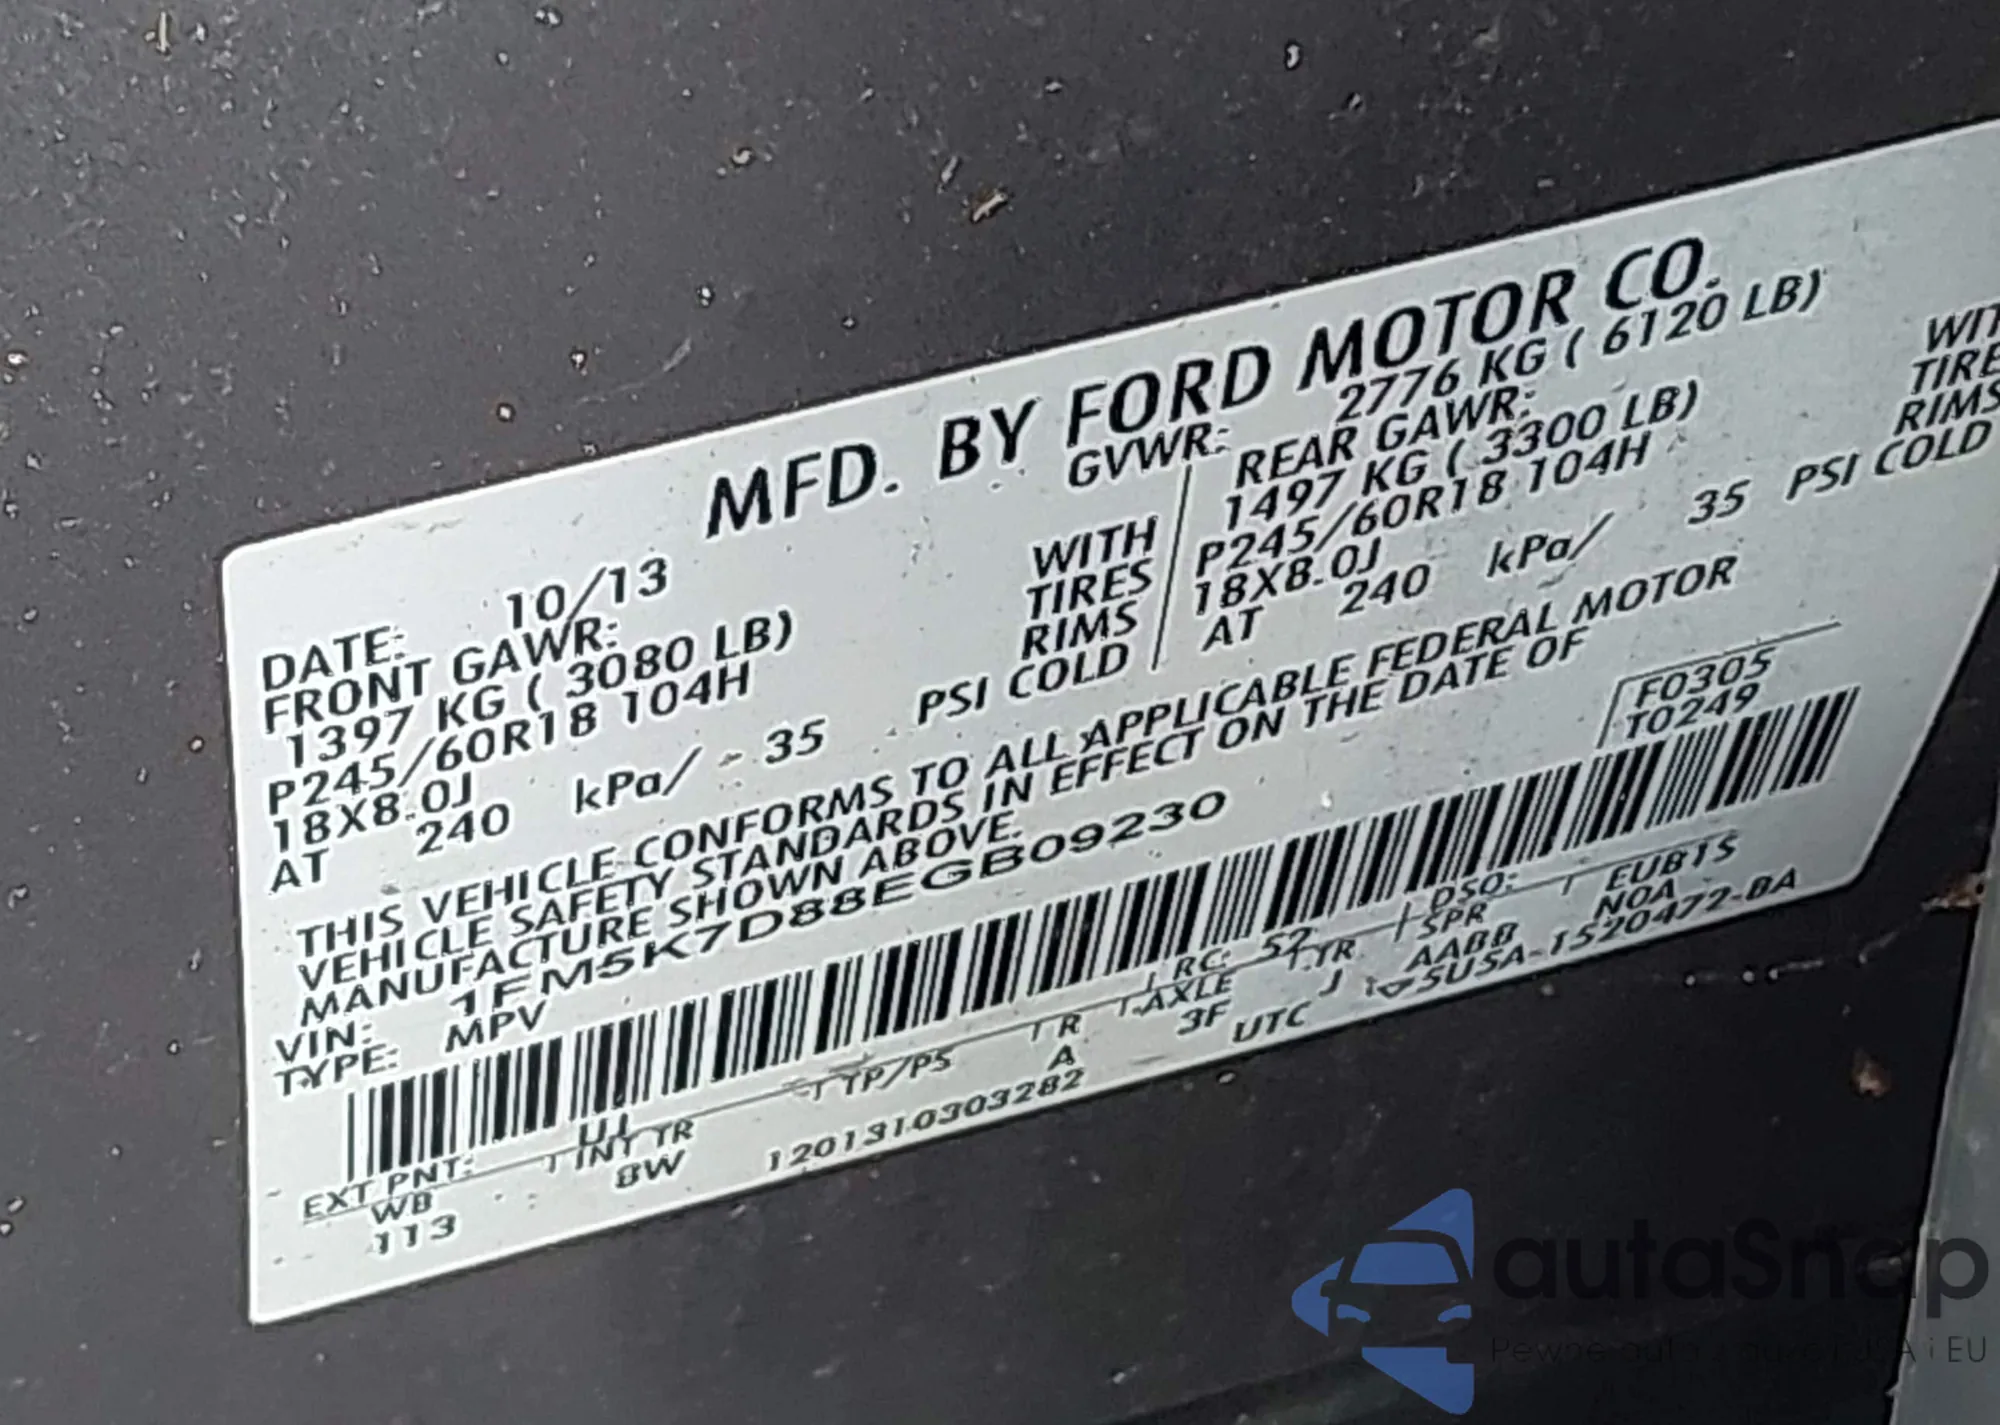 MFD. BY FORD MOTOR CO.
DATE: 10/13 GVWR: 2776 KG ( 6120 LB)
FRONT GAWR: REAR GAWR:
1397 KG ( 3080 LB) WITH 1497 KG ( 3300 LB) WIT
P245/60R18 104H TIRES P245/60R18 104H TIRE
18X8.0J RIMS 18X8.0J RIMS
AT 240 kPa/ 35 PSI COLD AT 240 kPa/ 35 PSI COLD
THIS VEHICLE CONFORMS TO ALL APPLICABLE FEDERAL MOTOR
VEHICLE SAFETY STANDARDS IN EFFECT ON THE DATE OF
MANUFACTURE SHOWN ABOVE.
VIN: 1FM5K7D88EGB09230 F0305
TYPE: MPV T0249
EXT PNT: UJ RC: 52 DSO:
WB INT TR TP/PS R AXLE TR SPR EUB1S
113 8W A 3F J AABB NOA
1201310303282 UTC 5U5A-1520472-BA
autaSnap